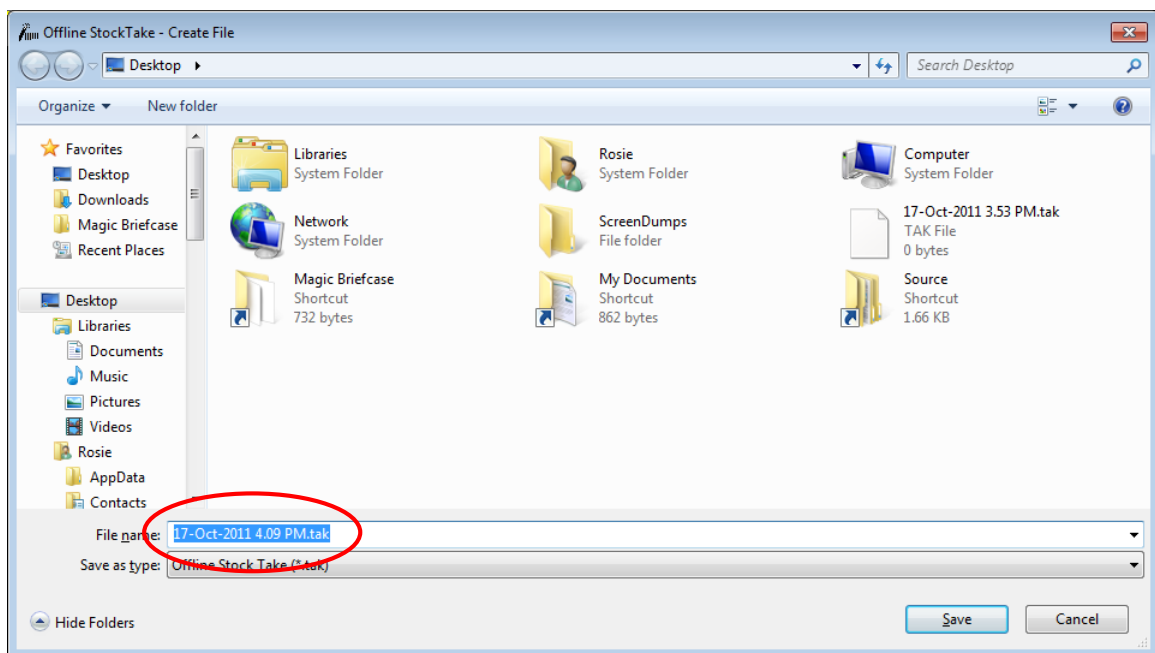 Offline StockTake - Create File
Desktop
Search Desktop
Organize
New folder
Favorites
Desktop
Downloads
Magic Briefcase
Recent Places
Desktop
Libraries
Documents
Music
Pictures
Videos
Rosie
AppData
Contacts
Libraries
System Folder
Rosie
System Folder
Computer
System Folder
Network
System Folder
ScreenDumps
File folder
17-Oct-2011 3.53 PM.tak
TAK File
0 bytes
Magic Briefcase
Shortcut
732 bytes
My Documents
Shortcut
862 bytes
Source
Shortcut
1.66 KB
File name: 17-Oct-2011 4.09 PM.tak
Save as type: Offline Stock Take (*.tak)
Hide Folders
Save
Cancel